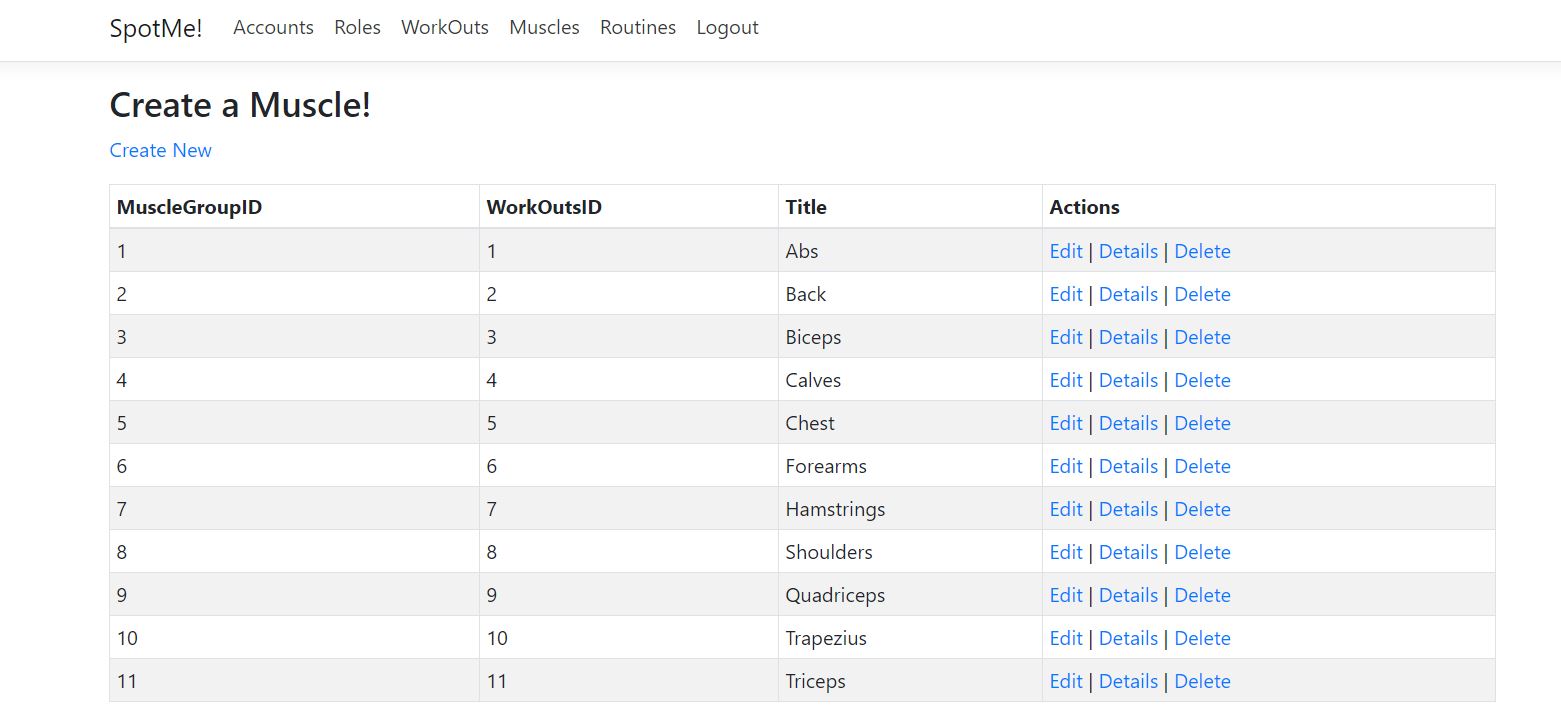 SpotMe! Accounts Roles WorkOuts Muscles Routines Logout
Create a Muscle!
Create New
MuscleGroupID WorkOutsID Title Actions
1 1 Abs Edit | Details | Delete
2 2 Back Edit | Details | Delete
3 3 Biceps Edit | Details | Delete
4 4 Calves Edit | Details | Delete
5 5 Chest Edit | Details | Delete
6 6 Forearms Edit | Details | Delete
7 7 Hamstrings Edit | Details | Delete
8 8 Shoulders Edit | Details | Delete
9 9 Quadriceps Edit | Details | Delete
10 10 Trapezius Edit | Details | Delete
11 11 Triceps Edit | Details | Delete